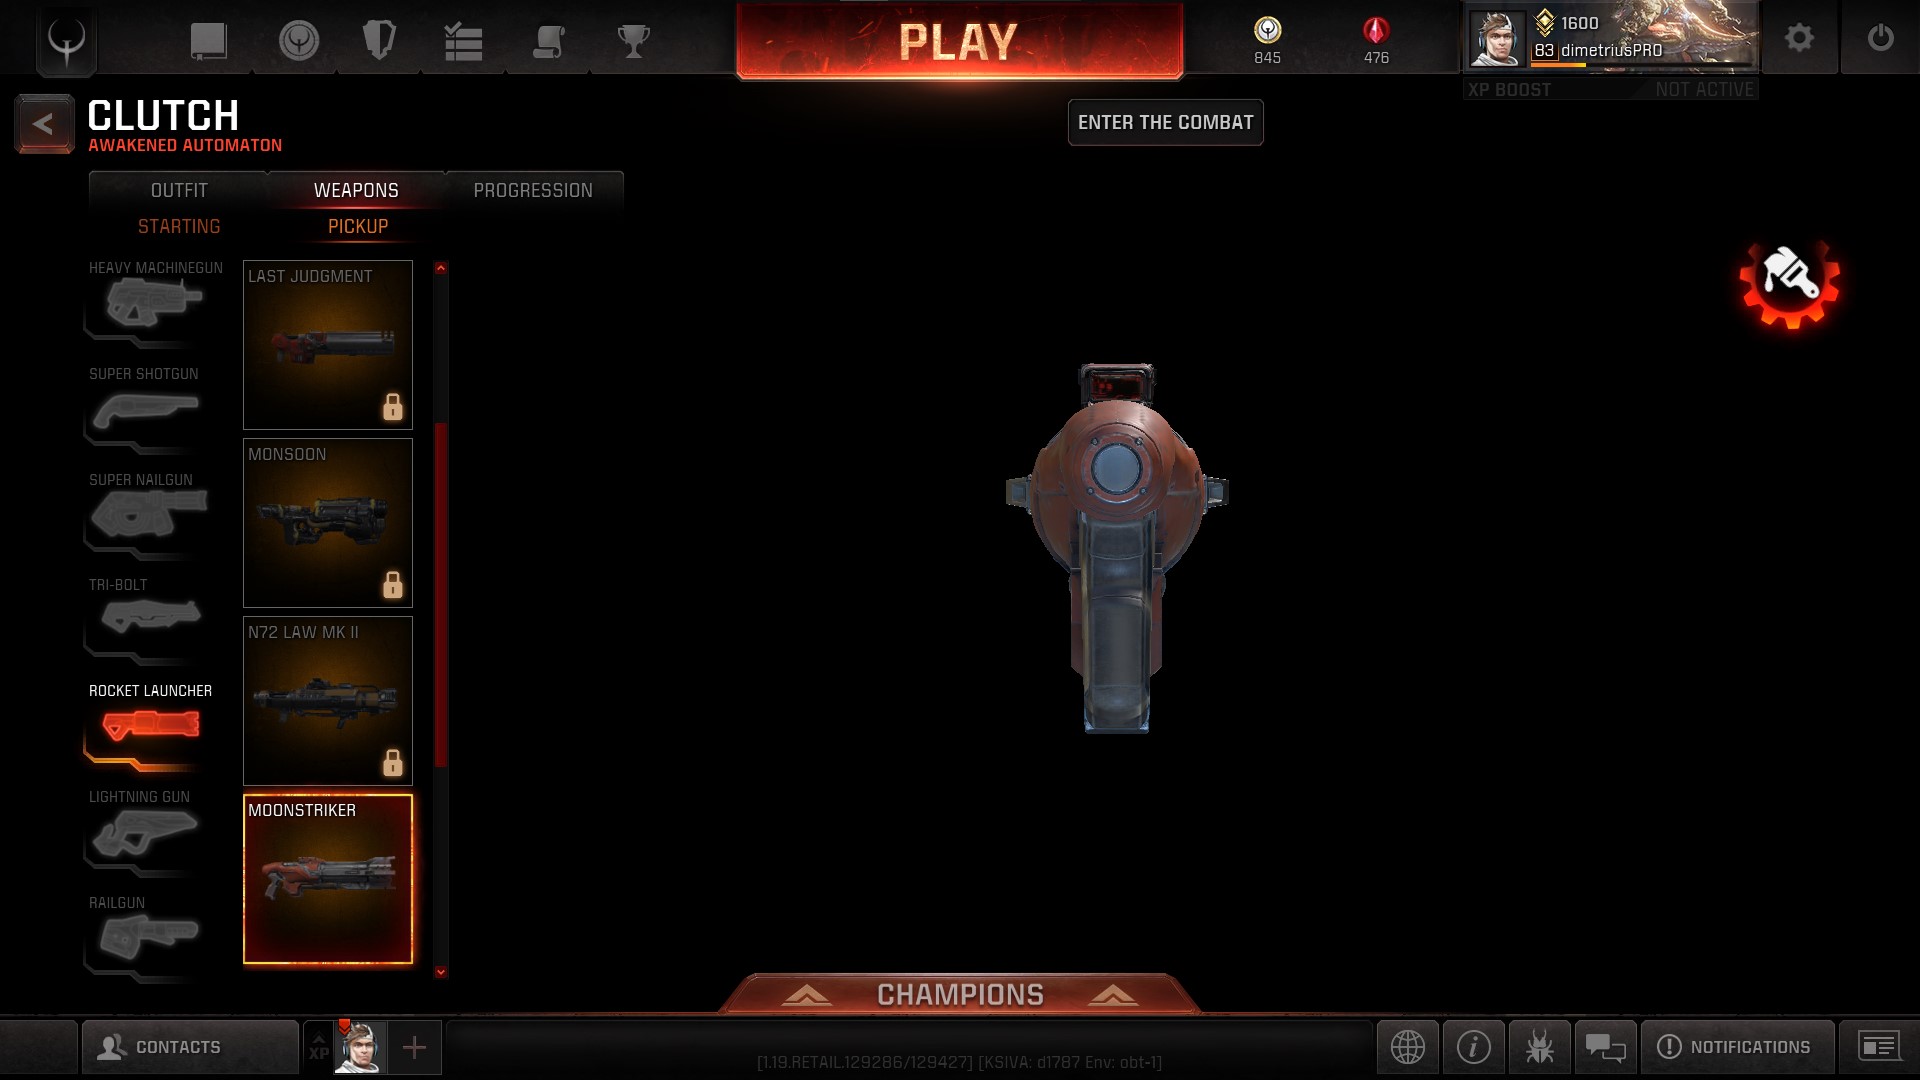 PLAY
845
476
1600
83 dimetriusPRO
XP BOOST
NOT ACTIVE
<
CLUTCH
AWAKENED AUTOMATON
ENTER THE COMBAT
OUTFIT
WEAPONS
PROGRESSION
STARTING
PICKUP
HEAVY MACHINEGUN
SUPER SHOTGUN
SUPER NAILGUN
TRI-BOLT
ROCKET LAUNCHER
LIGHTNING GUN
RAILGUN
LAST JUDGMENT
MONSOON
N72 LAW MK II
MOONSTRIKER
CHAMPIONS
CONTACTS
XP
+
[1.19.RETAIL.129286/129427] [KSIVA: d1787 Env: obt-1]
NOTIFICATIONS